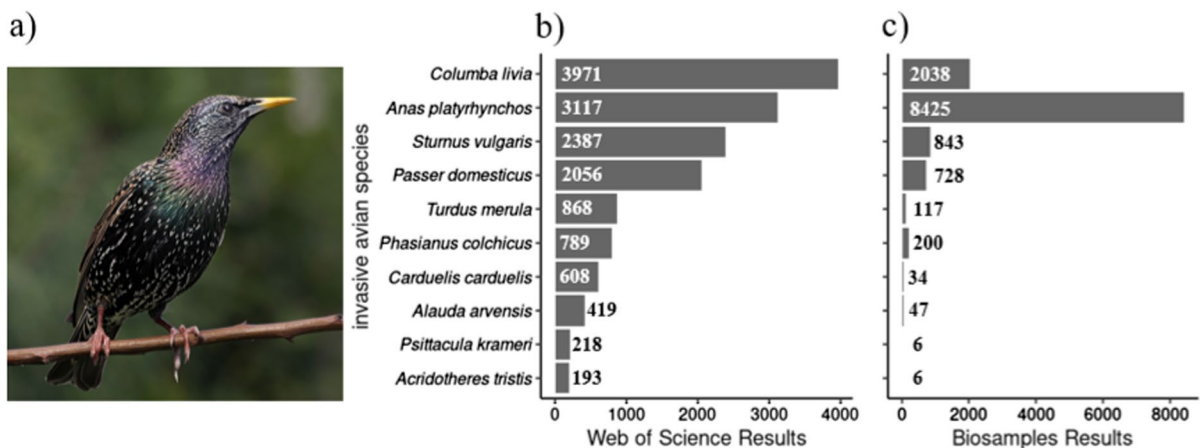 a)
b)
c)
invasive avian species
Columba livia 3971 2038
Anas platyrhynchos 3117 8425
Sturnus vulgaris 2387 843
Passer domesticus 2056 728
Turdus merula 868 117
Phasianus colchicus 789 200
Carduelis carduelis 608 34
Alauda arvensis 419 47
Psittacula krameri 218 6
Acridotheres tristis 193 6
0 1000 2000 3000 4000
0 2000 4000 6000 8000
Web of Science Results
Biosamples Results